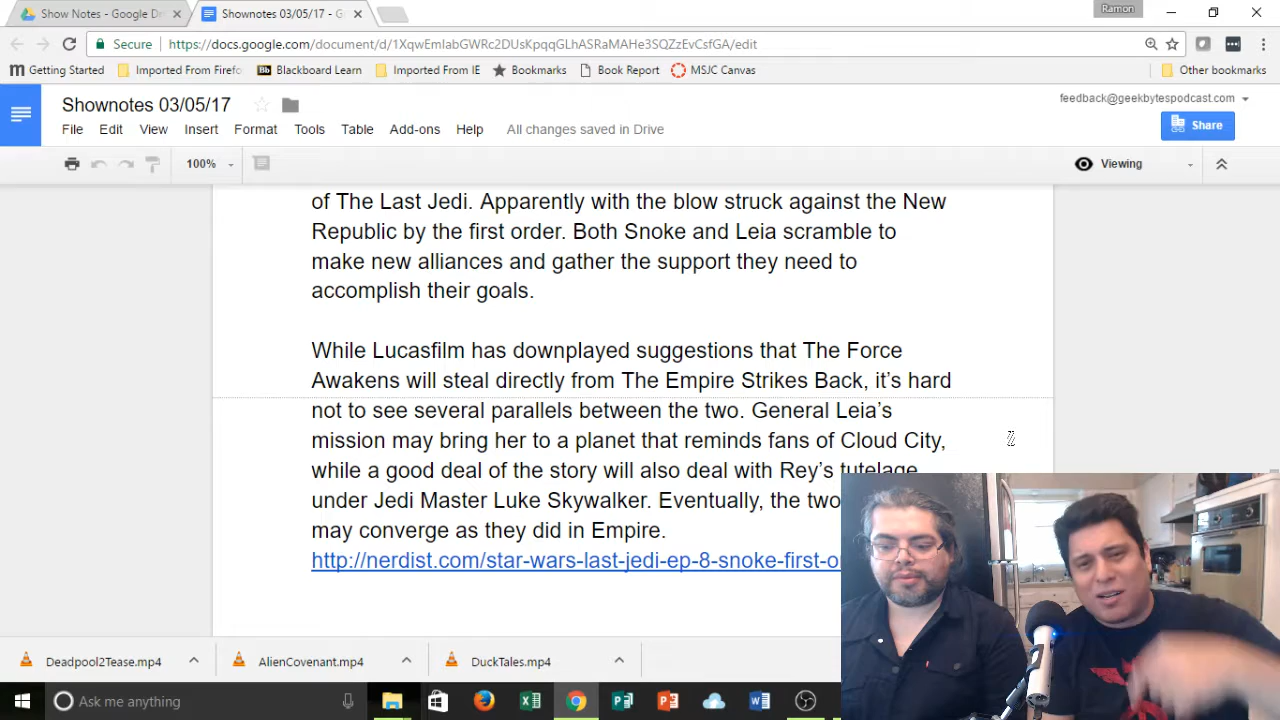 Show Notes - Google Dr
Shownotes 03/05/17 - G
Ramon
Secure
https://docs.google.com/document/d/1XqwEmlabGWRc2DUsKpqqGLhASRaMAHe3SQZzEvCsfGA/edit
Getting Started
Imported From Firefo
Blackboard Learn
Imported From IE
Bookmarks
Book Report
MSJC Canvas
Other bookmarks
Shownotes 03/05/17
feedback@geekbytespodcast.com
File Edit View Insert Format Tools Table Add-ons Help
All changes saved in Drive
Share
100%
Viewing
of The Last Jedi. Apparently with the blow struck against the New
Republic by the first order. Both Snoke and Leia scramble to
make new alliances and gather the support they need to
accomplish their goals.
While Lucasfilm has downplayed suggestions that The Force
Awakens will steal directly from The Empire Strikes Back, it’s hard
not to see several parallels between the two. General Leia’s
mission may bring her to a planet that reminds fans of Cloud City,
while a good deal of the story will also deal with Rey’s tutelage
under Jedi Master Luke Skywalker. Eventually, the two
may converge as they did in Empire.
http://nerdist.com/star-wars-last-jedi-ep-8-snoke-first-o
Deadpool2Tease.mp4
AlienCovenant.mp4
DuckTales.mp4
Ask me anything